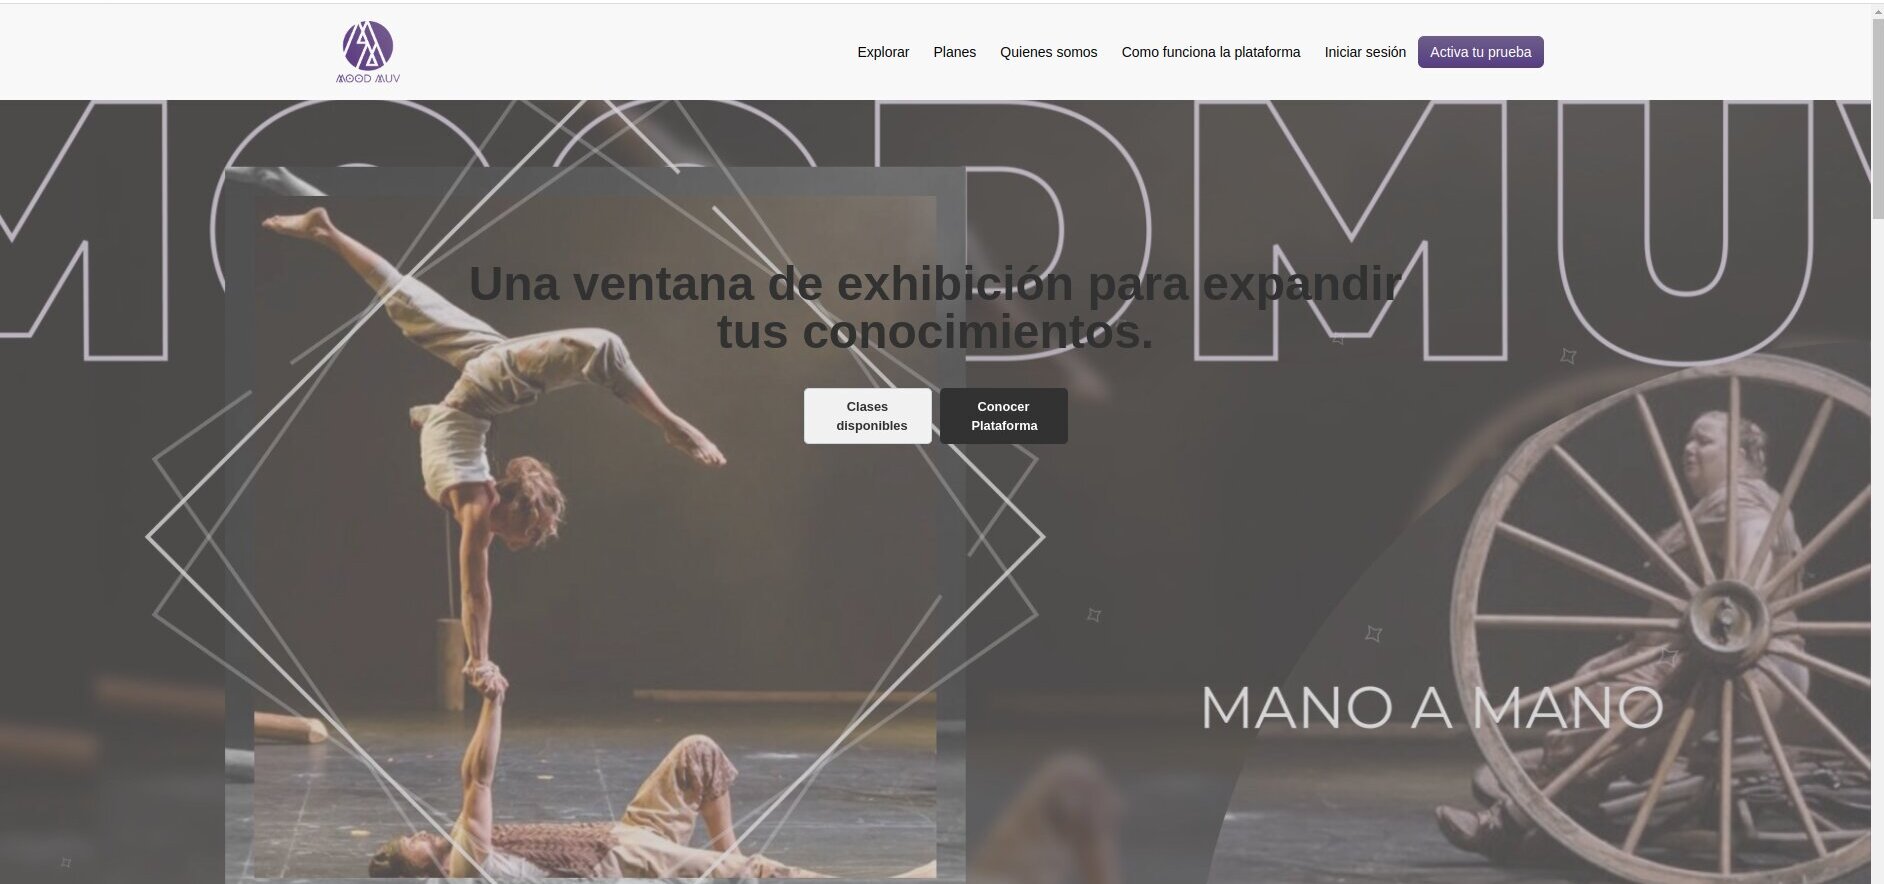 MOOD MUV
Explorar
Planes
Quienes somos
Como funciona la plataforma
Iniciar sesión
Activa tu prueba
MOODMUV
Una ventana de exhibición para expandir
tus conocimientos.
Clases
disponibles
Conocer
Plataforma
MANO A MANO